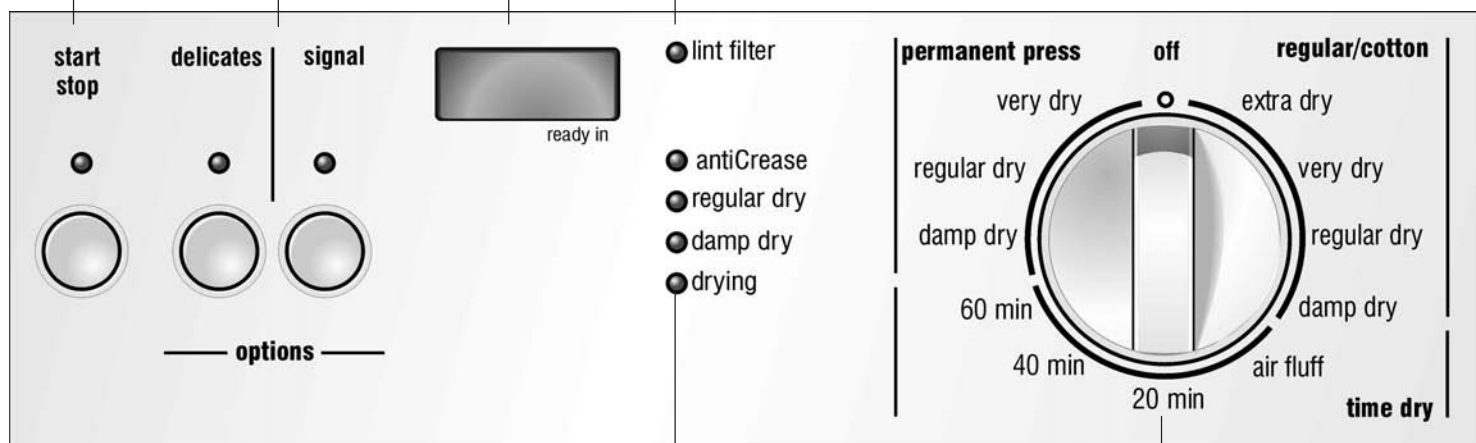 start
stop
delicates
signal
options
ready in
lint filter
antiCrease
regular dry
damp dry
drying
permanent press
off
regular/cotton
very dry
extra dry
regular dry
very dry
damp dry
regular dry
60 min
damp dry
40 min
air fluff
20 min
time dry